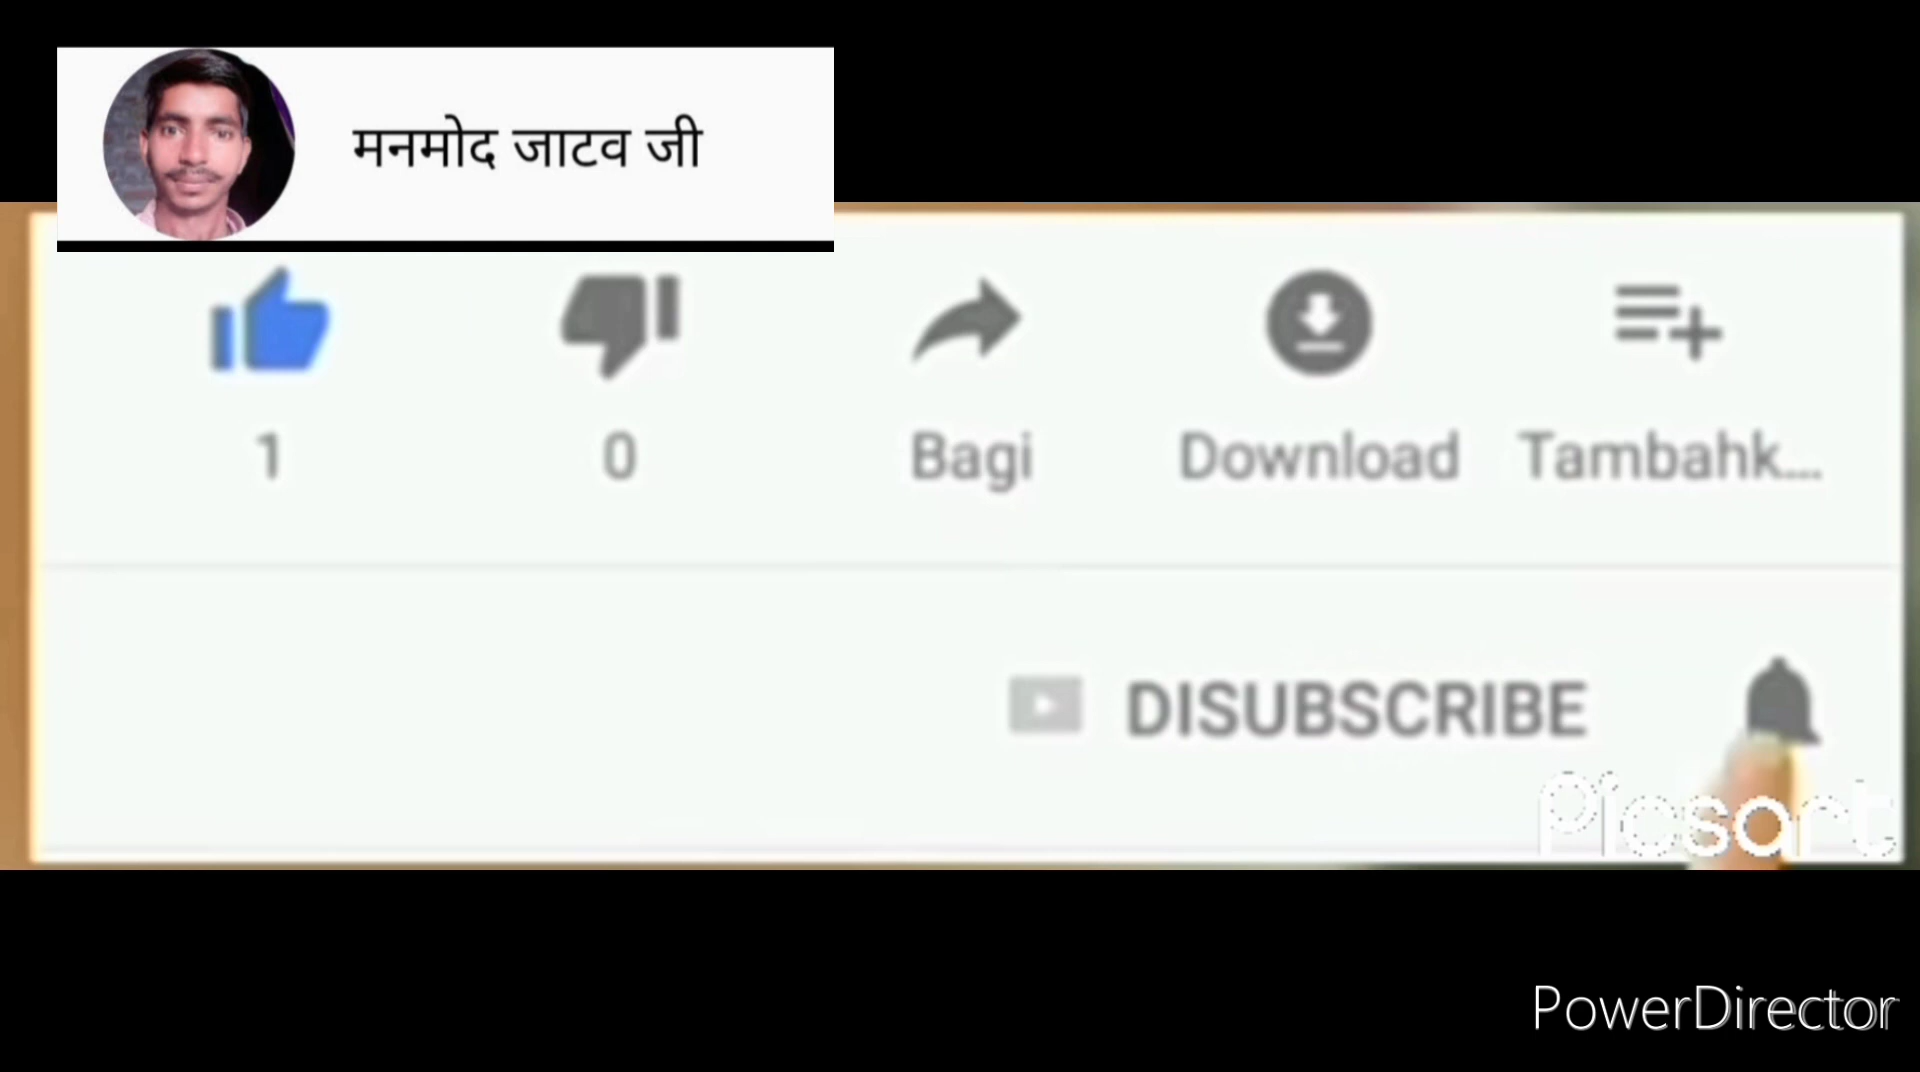 मनमोद जाटव जी
1 0 Bagi Download Tambahk...
DISUBSCRIBE
Picsart
PowerDirector